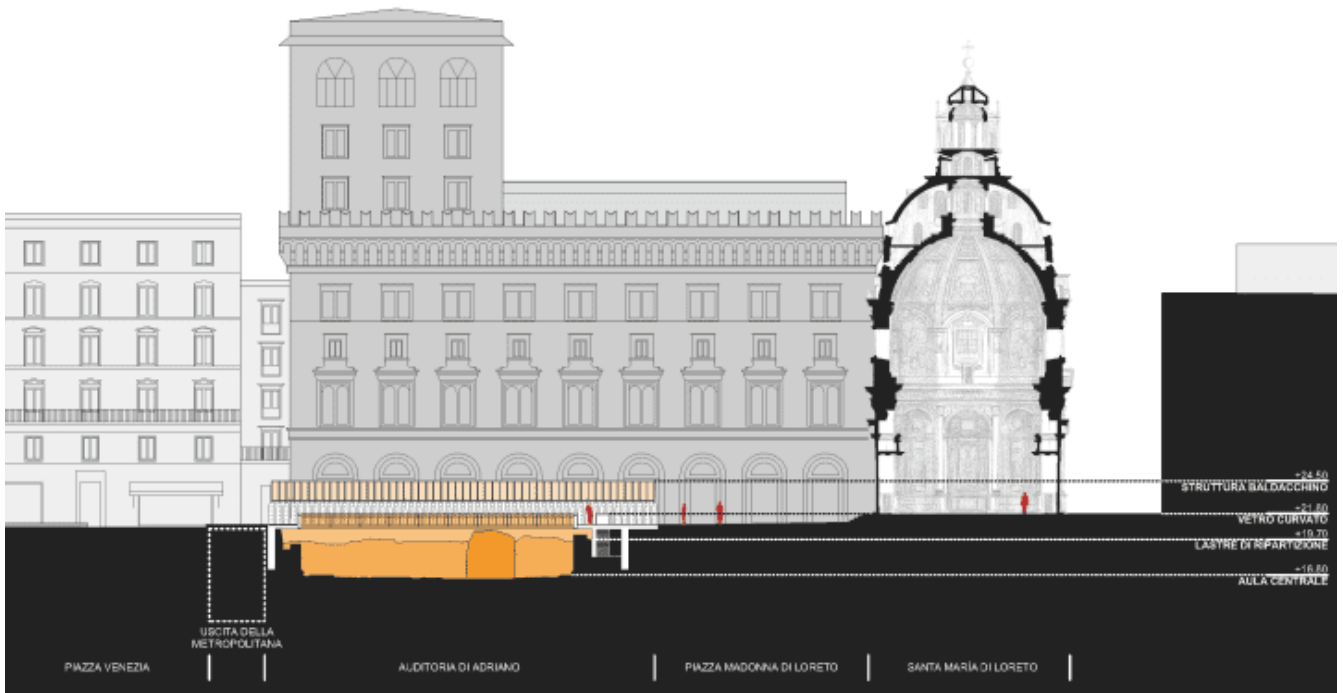 +24,50
STRUTTURA BALDACCHINO
+21,80
VETRO CURVATO
+19,70
LASTRE DI RIPARTIZIONE
+16,80
AULA CENTRALE
USCITA DELLA
METROPOLITANA
PIAZZA VENEZIA
AUDITORIA DI ADRIANO
PIAZZA MADONNA DI LORETO
SANTA MARÍA DI LORETO